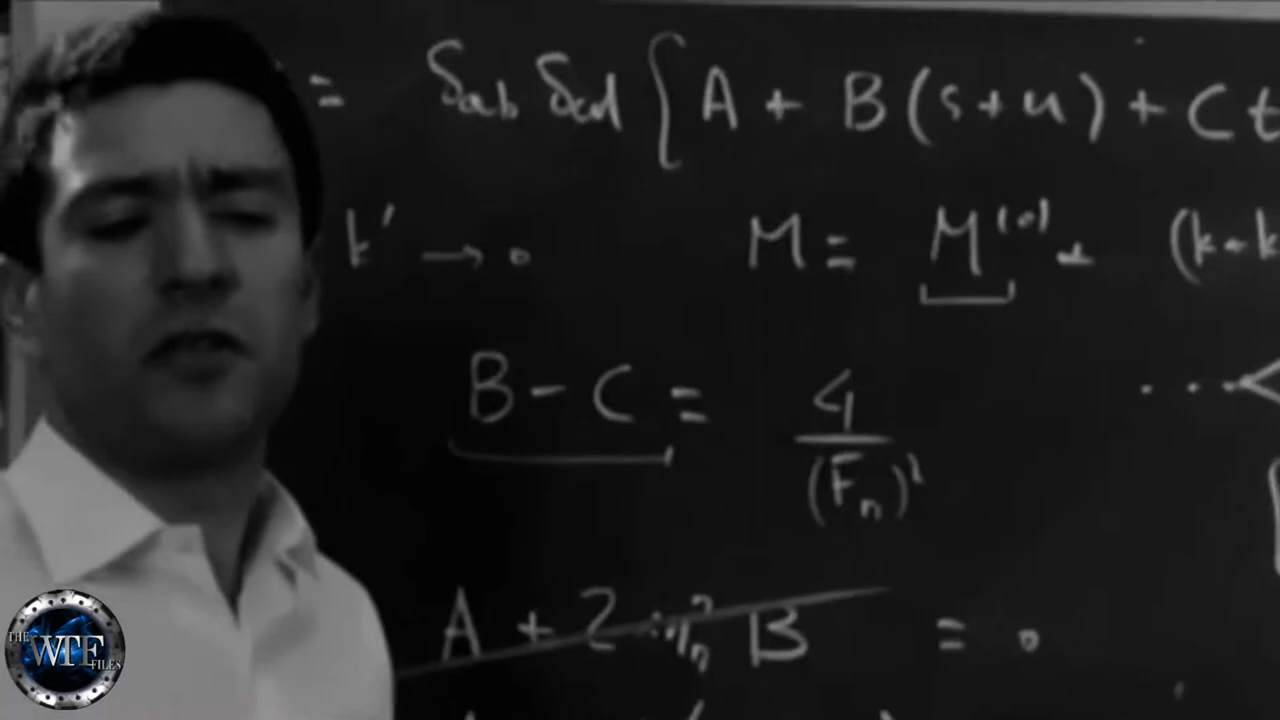 = δab δcd { A + B (s+u) + C t
k' → 0 M = M⁽⁰⁾ + (k-k
B - C = 4/(Fπ)²
A + 2 mπ² B = 0
THE WTF FILES